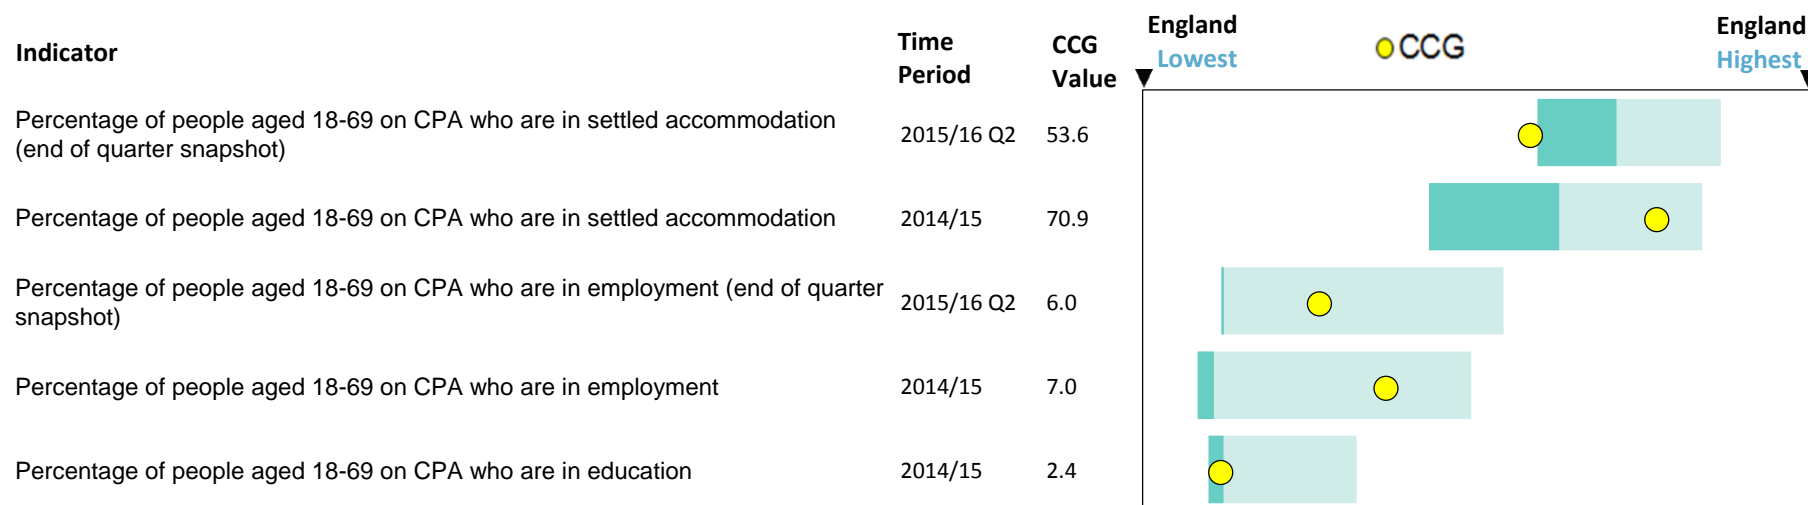 Indicator
Time
Period
CCG
Value
England
Lowest
CCG
England
Highest
Percentage of people aged 18-69 on CPA who are in settled accommodation
(end of quarter snapshot)
2015/16 Q2
53.6
Percentage of people aged 18-69 on CPA who are in settled accommodation
2014/15
70.9
Percentage of people aged 18-69 on CPA who are in employment (end of quarter
snapshot)
2015/16 Q2
6.0
Percentage of people aged 18-69 on CPA who are in employment
2014/15
7.0
Percentage of people aged 18-69 on CPA who are in education
2014/15
2.4